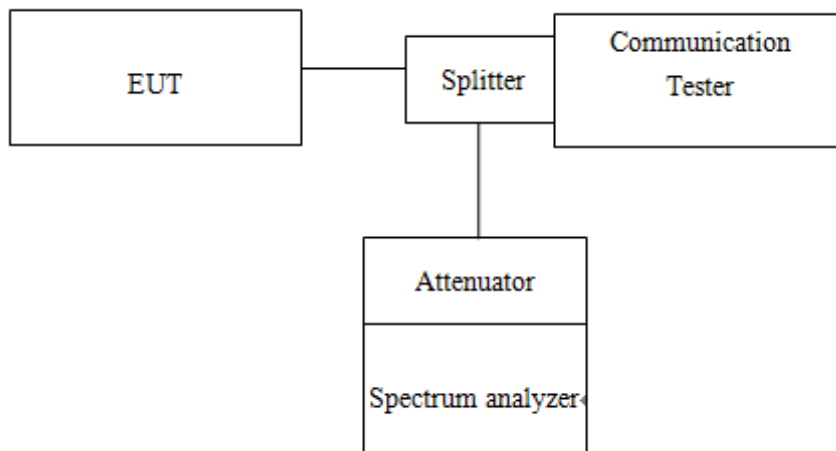 EUT
Splitter
Communication
Tester
Attenuator
Spectrum analyzer